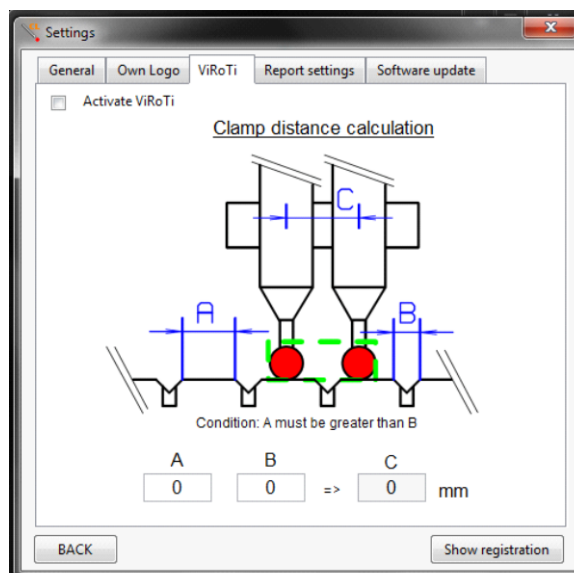 Settings
General Own Logo ViRoTi Report settings Software update
Activate ViRoTi
Clamp distance calculation
C
A B
Condition: A must be greater than B
A B C
0 0 => 0 mm
BACK Show registration